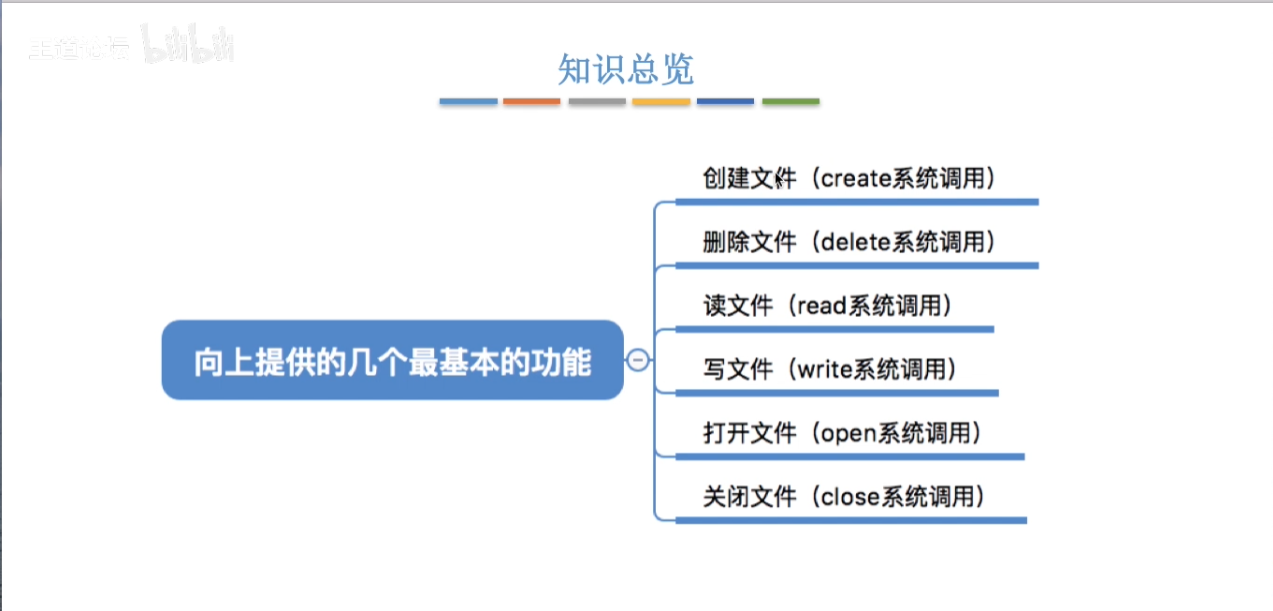 王道论坛 bilibili
知识总览
创建文件（create系统调用）
删除文件（delete系统调用）
读文件（read系统调用）
向上提供的几个最基本的功能
写文件（write系统调用）
打开文件（open系统调用）
关闭文件（close系统调用）